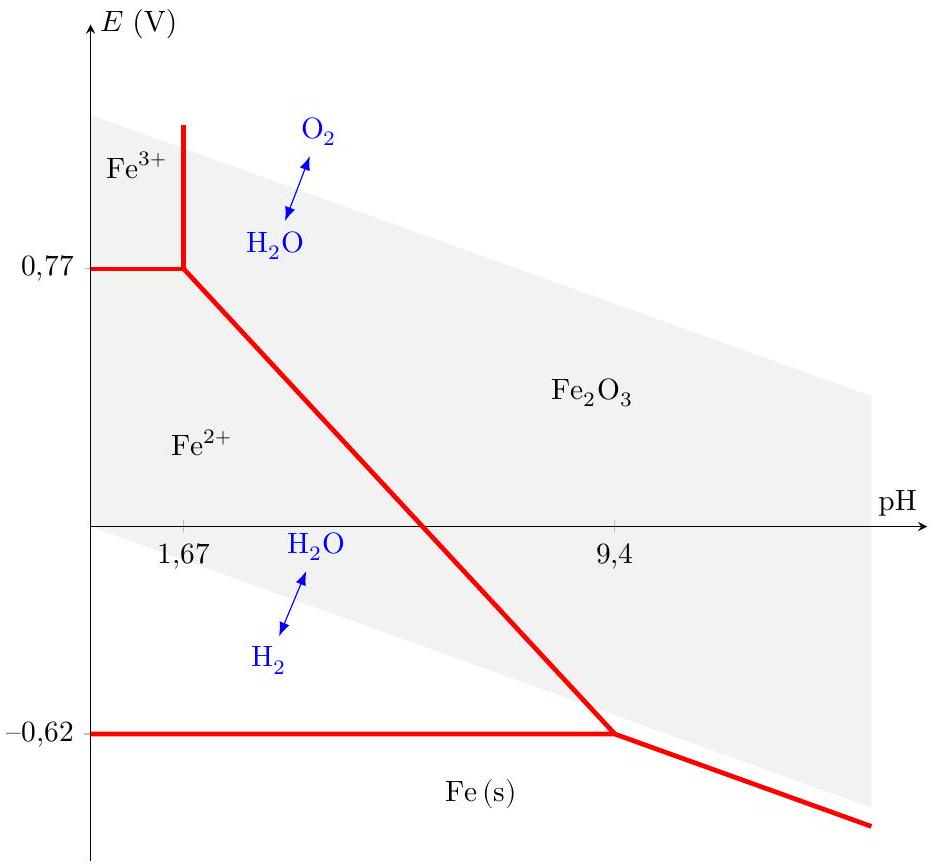 E (V)
O₂
Fe³⁺
H₂O
0,77
Fe₂O₃
Fe²⁺
pH
H₂O
1,67
9,4
H₂
–0,62
Fe (s)